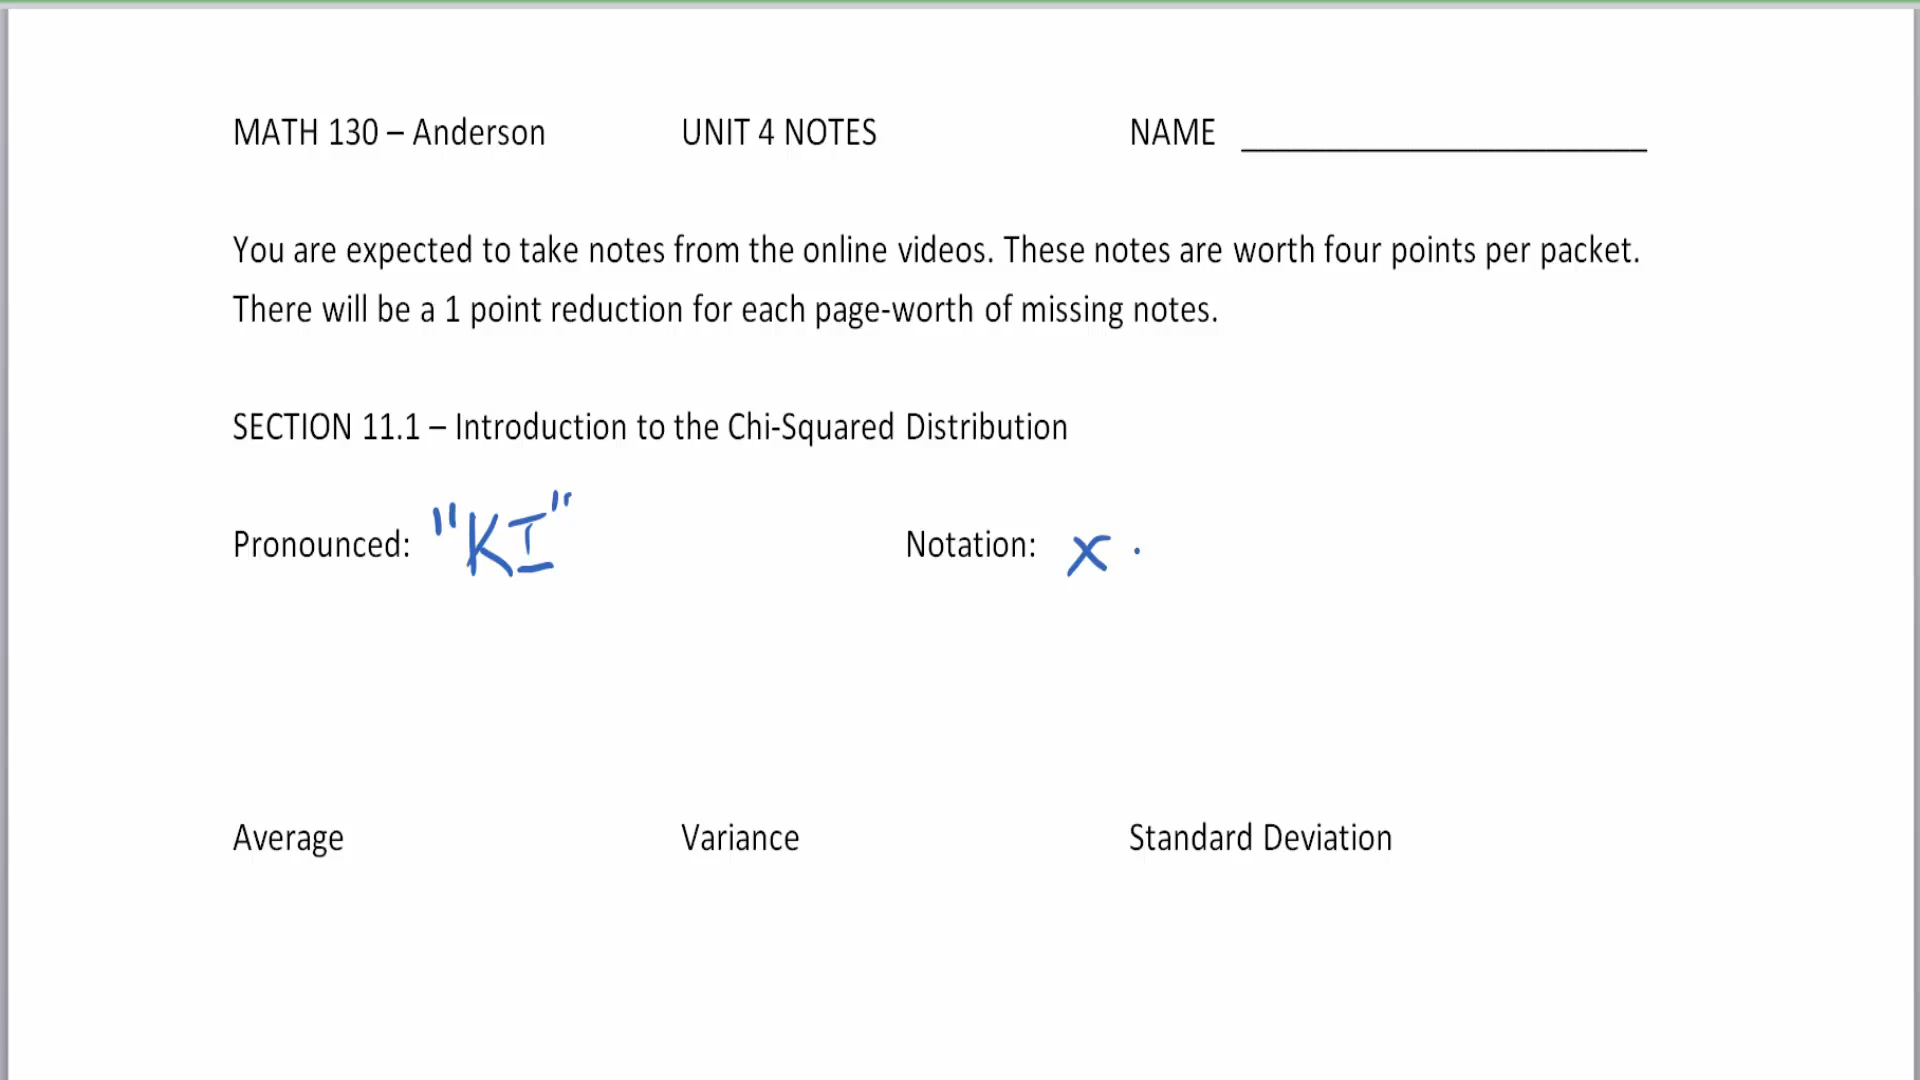 MATH 130 – Anderson UNIT 4 NOTES NAME ____________________
You are expected to take notes from the online videos. These notes are worth four points per packet.
There will be a 1 point reduction for each page-worth of missing notes.
SECTION 11.1 – Introduction to the Chi-Squared Distribution
Pronounced: "KI" Notation: x ·
Average Variance Standard Deviation